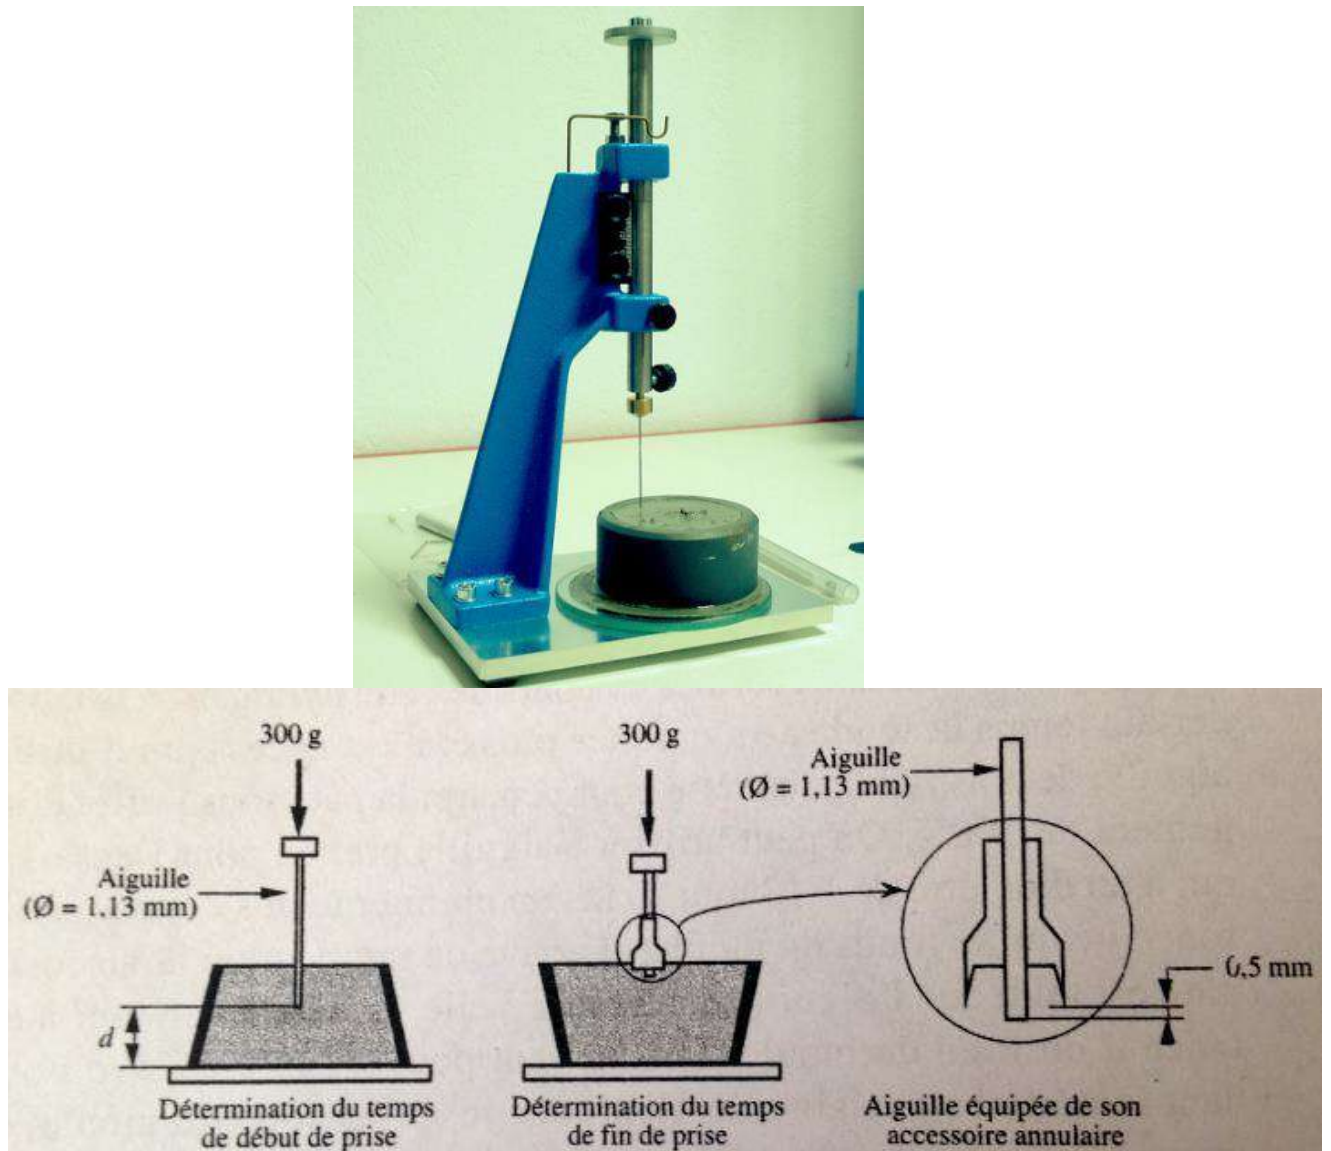 300 g
Aiguille
(Ø = 1,13 mm)
d
Détermination du temps
de début de prise
300 g
Détermination du temps
de fin de prise
Aiguille
(Ø = 1,13 mm)
0,5 mm
Aiguille équipée de son
accessoire annulaire